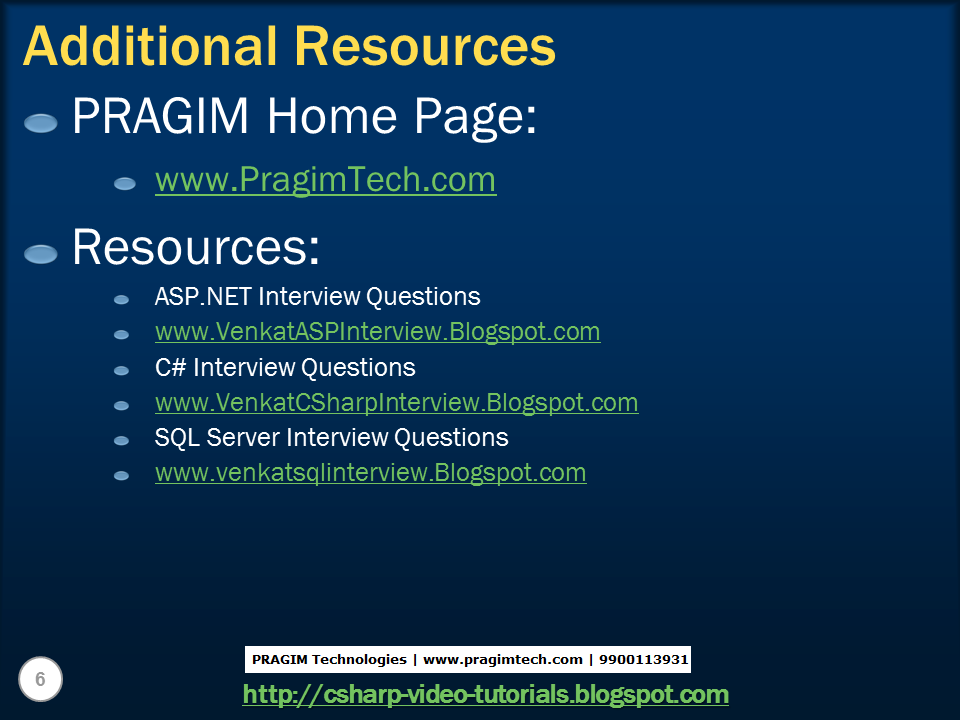 Additional Resources
PRAGIM Home Page:
www.PragimTech.com
Resources:
ASP.NET Interview Questions
www.VenkatASPInterview.Blogspot.com
C# Interview Questions
www.VenkatCSharpInterview.Blogspot.com
SQL Server Interview Questions
www.venkatsqlinterview.Blogspot.com
PRAGIM Technologies | www.pragimtech.com | 9900113931
6
http://csharp-video-tutorials.blogspot.com